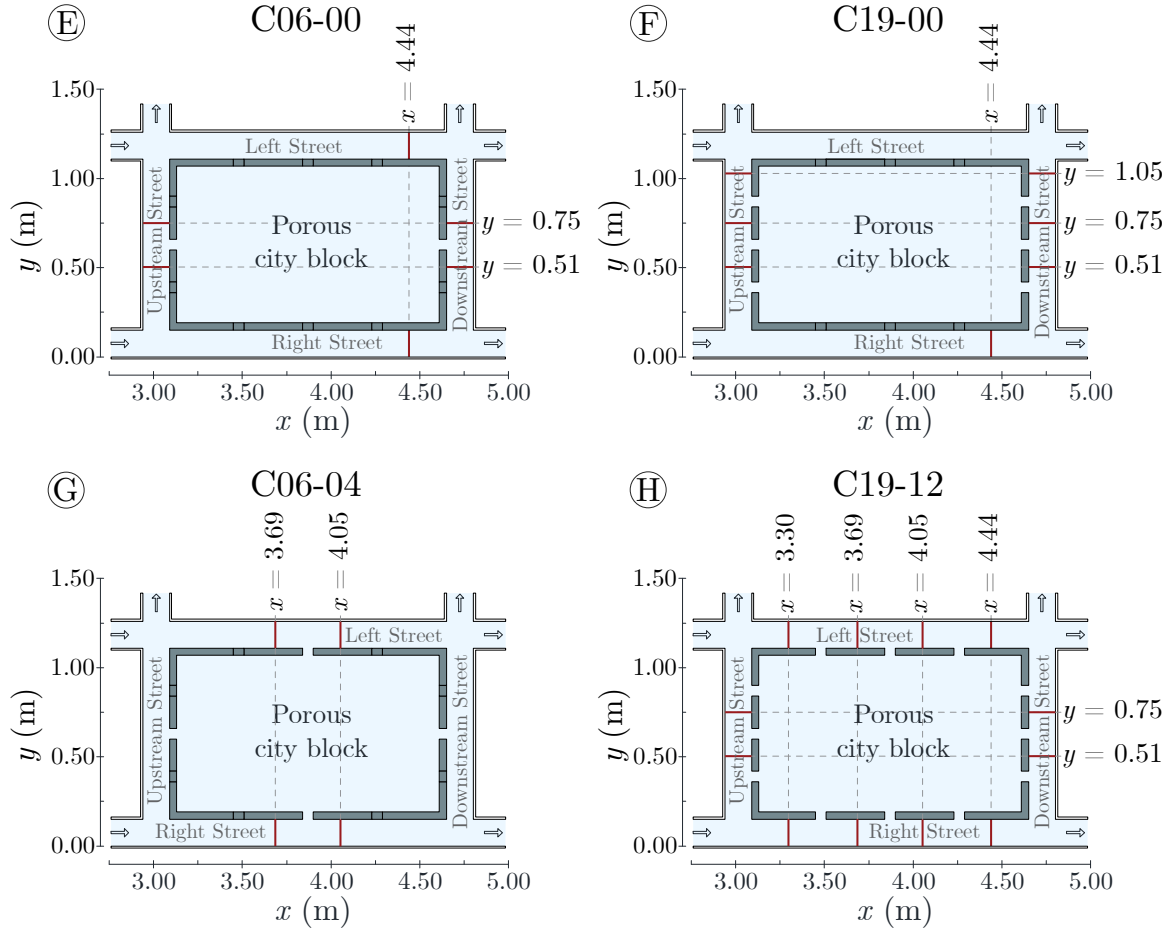 E C06-00
x = 4.44
1.50
1.00
0.50
0.00
y (m)
Left Street
Upstream Street
Porous
city block
Downstream Street
y = 0.75
y = 0.51
Right Street
3.00 3.50 4.00 4.50 5.00
x (m)
F C19-00
x = 4.44
1.50
1.00
0.50
0.00
y (m)
Left Street
Upstream Street
Porous
city block
Downstream Street
y = 1.05
y = 0.75
y = 0.51
Right Street
3.00 3.50 4.00 4.50 5.00
x (m)
G C06-04
x = 3.69
x = 4.05
1.50
1.00
0.50
0.00
y (m)
Left Street
Upstream Street
Porous
city block
Downstream Street
Right Street
3.00 3.50 4.00 4.50 5.00
x (m)
H C19-12
x = 3.30
x = 3.69
x = 4.05
x = 4.44
1.50
1.00
0.50
0.00
y (m)
Left Street
Upstream Street
Porous
city block
Downstream Street
y = 0.75
y = 0.51
Right Street
3.00 3.50 4.00 4.50 5.00
x (m)